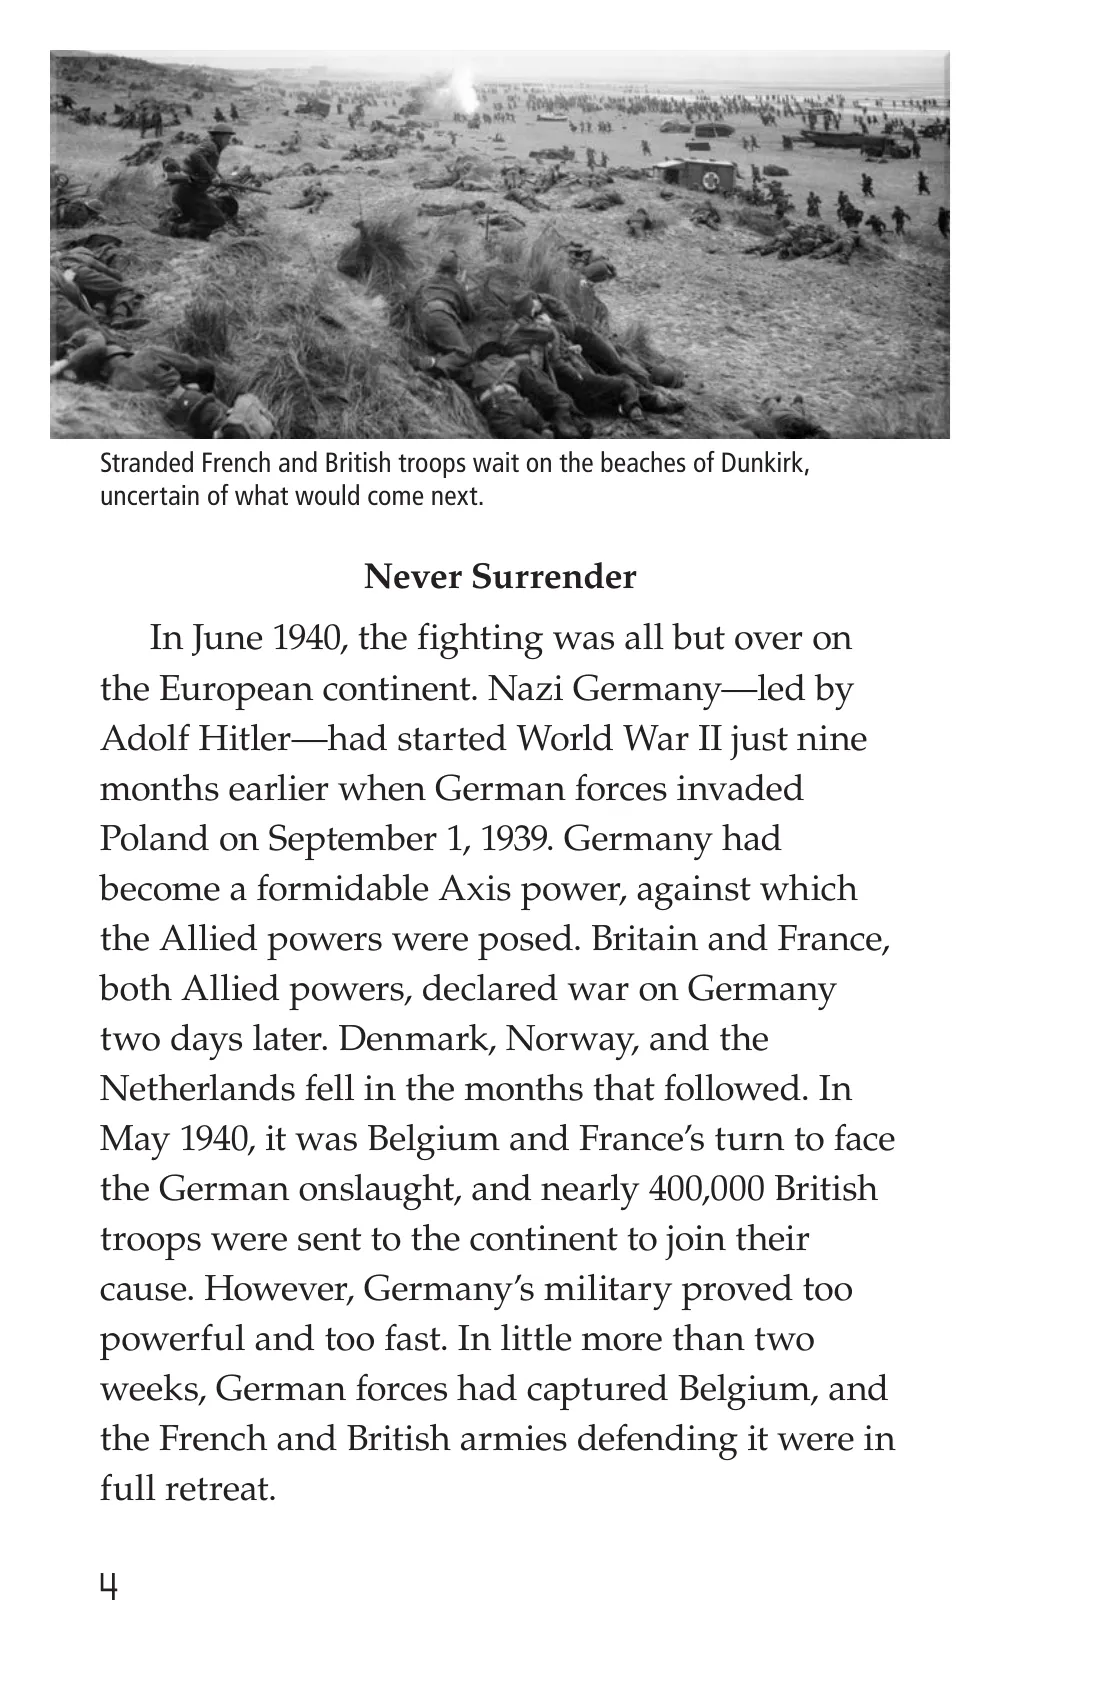 Stranded French and British troops wait on the beaches of Dunkirk,
uncertain of what would come next.
Never Surrender
In June 1940, the fighting was all but over on
the European continent. Nazi Germany—led by
Adolf Hitler—had started World War II just nine
months earlier when German forces invaded
Poland on September 1, 1939. Germany had
become a formidable Axis power, against which
the Allied powers were posed. Britain and France,
both Allied powers, declared war on Germany
two days later. Denmark, Norway, and the
Netherlands fell in the months that followed. In
May 1940, it was Belgium and France’s turn to face
the German onslaught, and nearly 400,000 British
troops were sent to the continent to join their
cause. However, Germany’s military proved too
powerful and too fast. In little more than two
weeks, German forces had captured Belgium, and
the French and British armies defending it were in
full retreat.
4